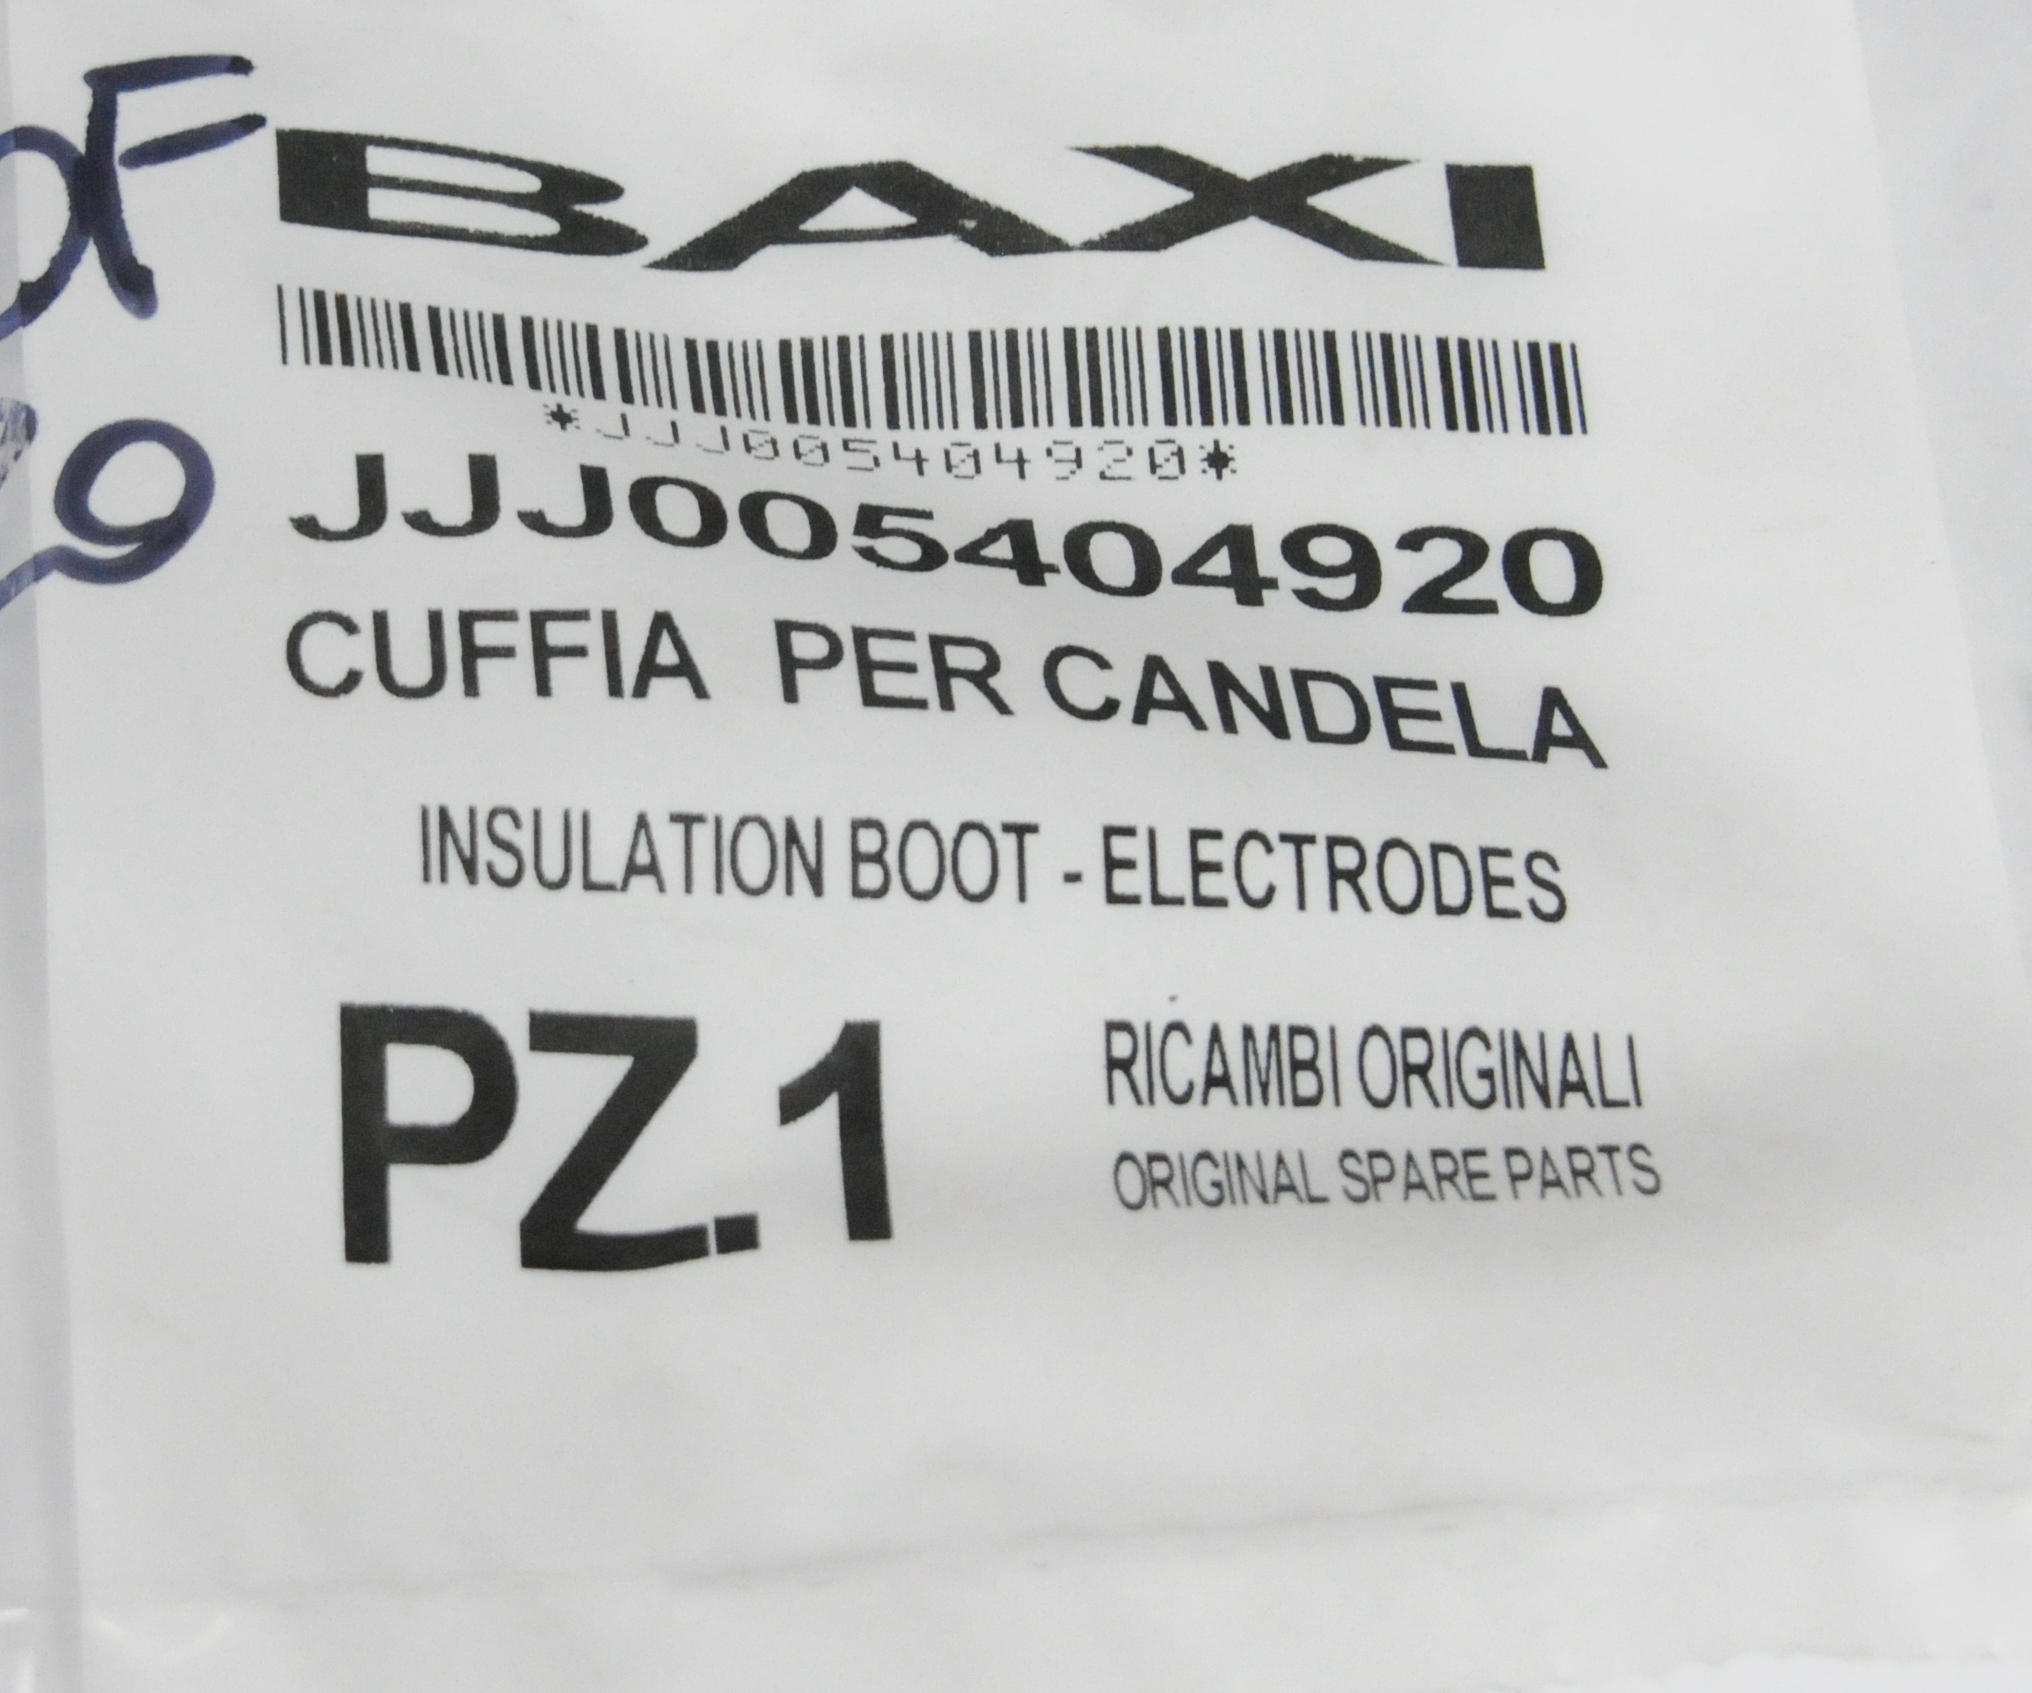 BAXI
*JJJ005404920*
JJJ005404920
CUFFIA PER CANDELA
INSULATION BOOT - ELECTRODES
PZ.1
RICAMBI ORIGINALI
ORIGINAL SPARE PARTS